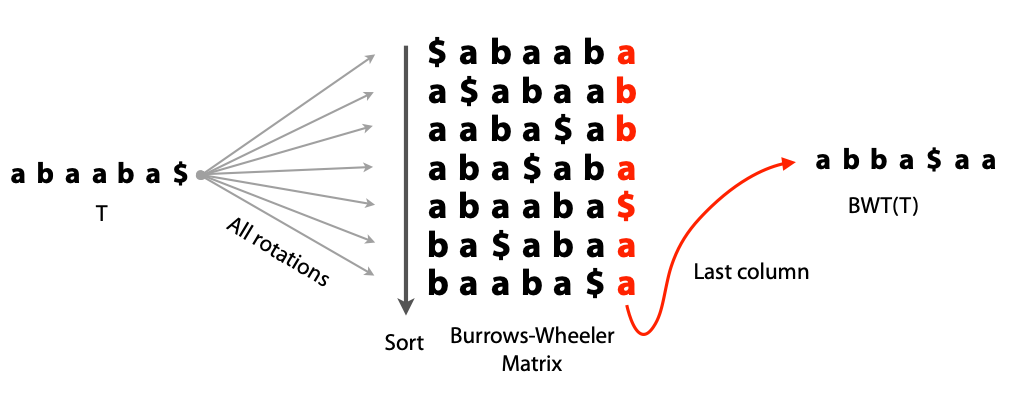 a b a a b a $
T
All rotations
$ a b a a b a
a $ a b a a b
a a b a $ a b
a b a $ a b a
a b a a b a $
b a $ a b a a
b a a b a $ a
Sort
Burrows-Wheeler
Matrix
Last column
a b b a $ a a
BWT(T)